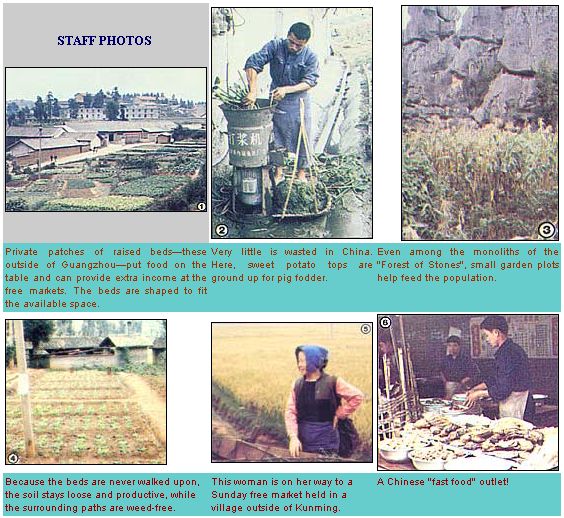 STAFF PHOTOS
1
打浆机
2
3
Private patches of raised beds—these
outside of Guangzhou—put food on the
table and can provide extra income at the
free markets. The beds are shaped to fit
the available space.
Very little is wasted in China.
Here, sweet potato tops are
ground up for pig fodder.
Even among the monoliths of the
"Forest of Stones", small garden plots
help feed the population.
4
5
6
Because the beds are never walked upon,
the soil stays loose and productive, while
the surrounding paths are weed-free.
This woman is on her way to a
Sunday free market held in a
village outside of Kunming.
A Chinese "fast food" outlet!